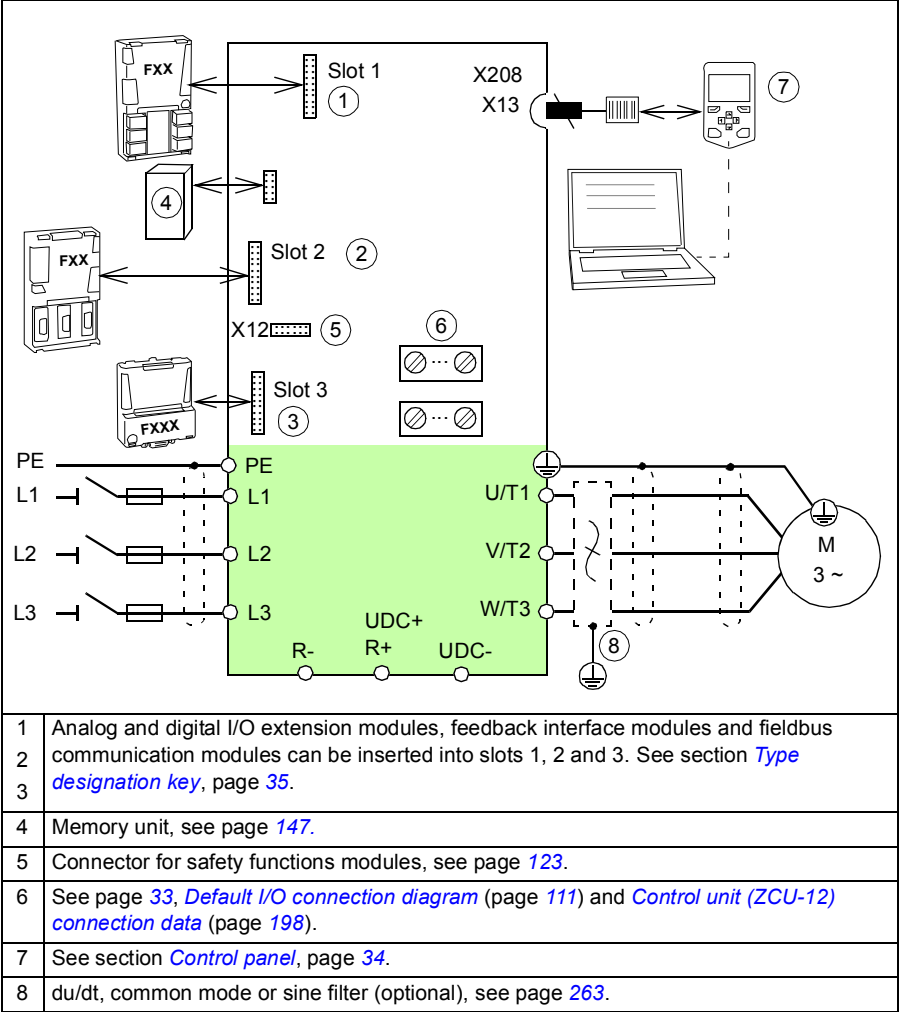 FXX
Slot 1
1
X208
X13
7
4
FXX
Slot 2
2
X12
5
6
Slot 3
3
FXXX
PE
PE
L1
L1
U/T1
L2
L2
V/T2
M
3 ~
L3
L3
W/T3
UDC+
R-
R+
UDC-
8
1
2
3
Analog and digital I/O extension modules, feedback interface modules and fieldbus
communication modules can be inserted into slots 1, 2 and 3. See section Type
designation key, page 35.
4 Memory unit, see page 147.
5 Connector for safety functions modules, see page 123.
6 See page 33, Default I/O connection diagram (page 111) and Control unit (ZCU-12)
connection data (page 198).
7 See section Control panel, page 34.
8 du/dt, common mode or sine filter (optional), see page 263.